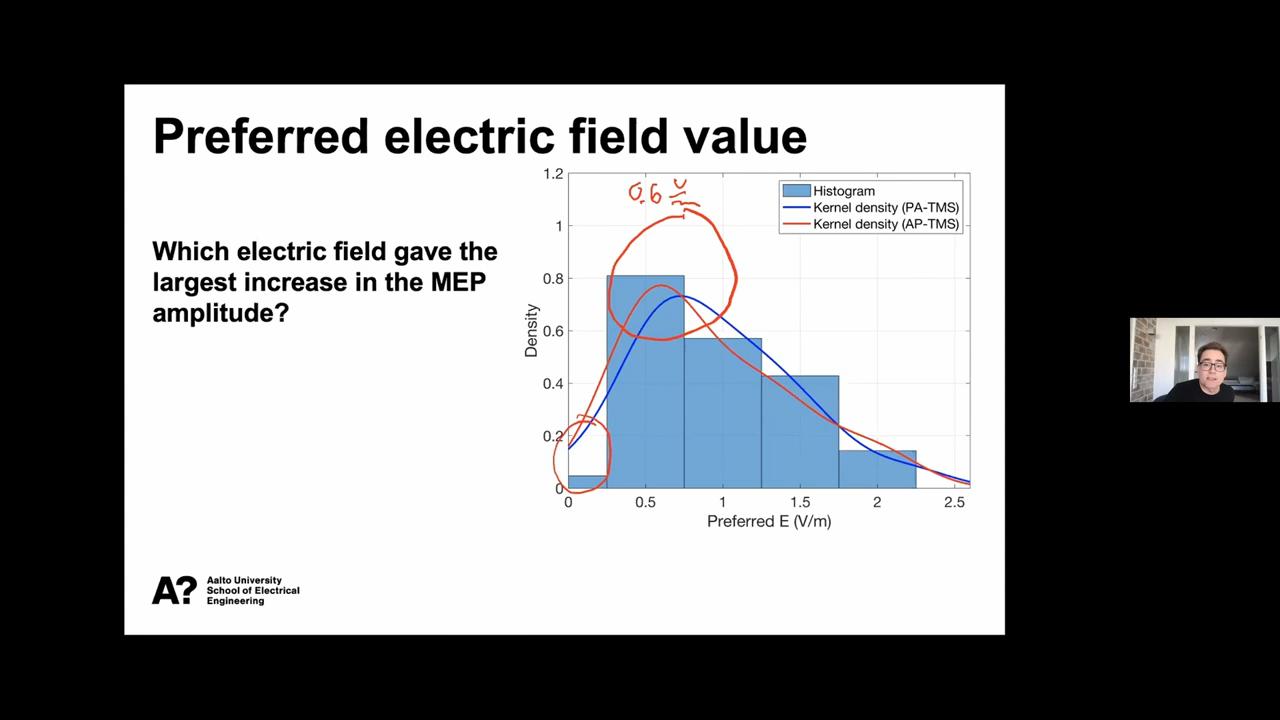 Preferred electric field value
Which electric field gave the
largest increase in the MEP
amplitude?
0.6 V/m
Histogram
Kernel density (PA-TMS)
Kernel density (AP-TMS)
Density
1.2
1
0.8
0.6
0.4
0.2
0
0 0.5 1 1.5 2 2.5
Preferred E (V/m)
A?
Aalto University
School of Electrical
Engineering